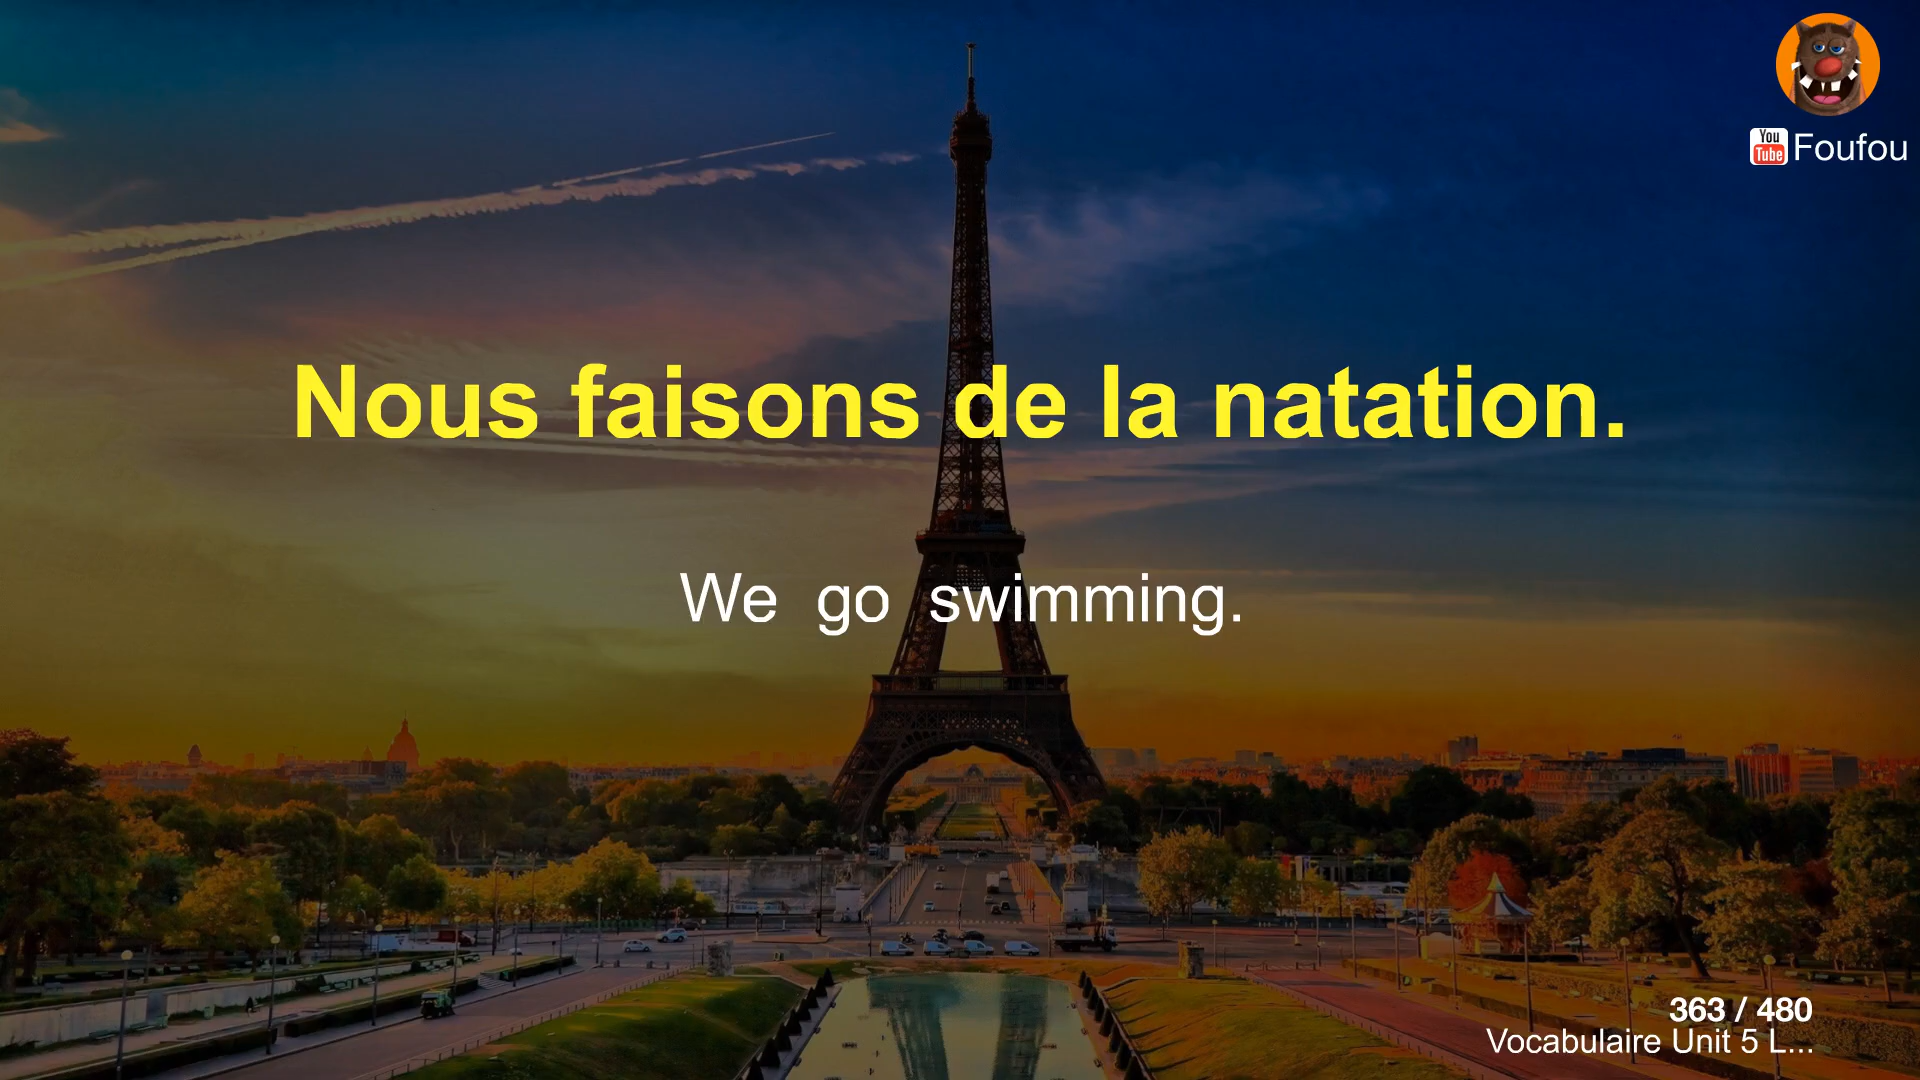 You
Tube Foufou
Nous faisons de la natation.
We go swimming.
363 / 480
Vocabulaire Unit 5 L...